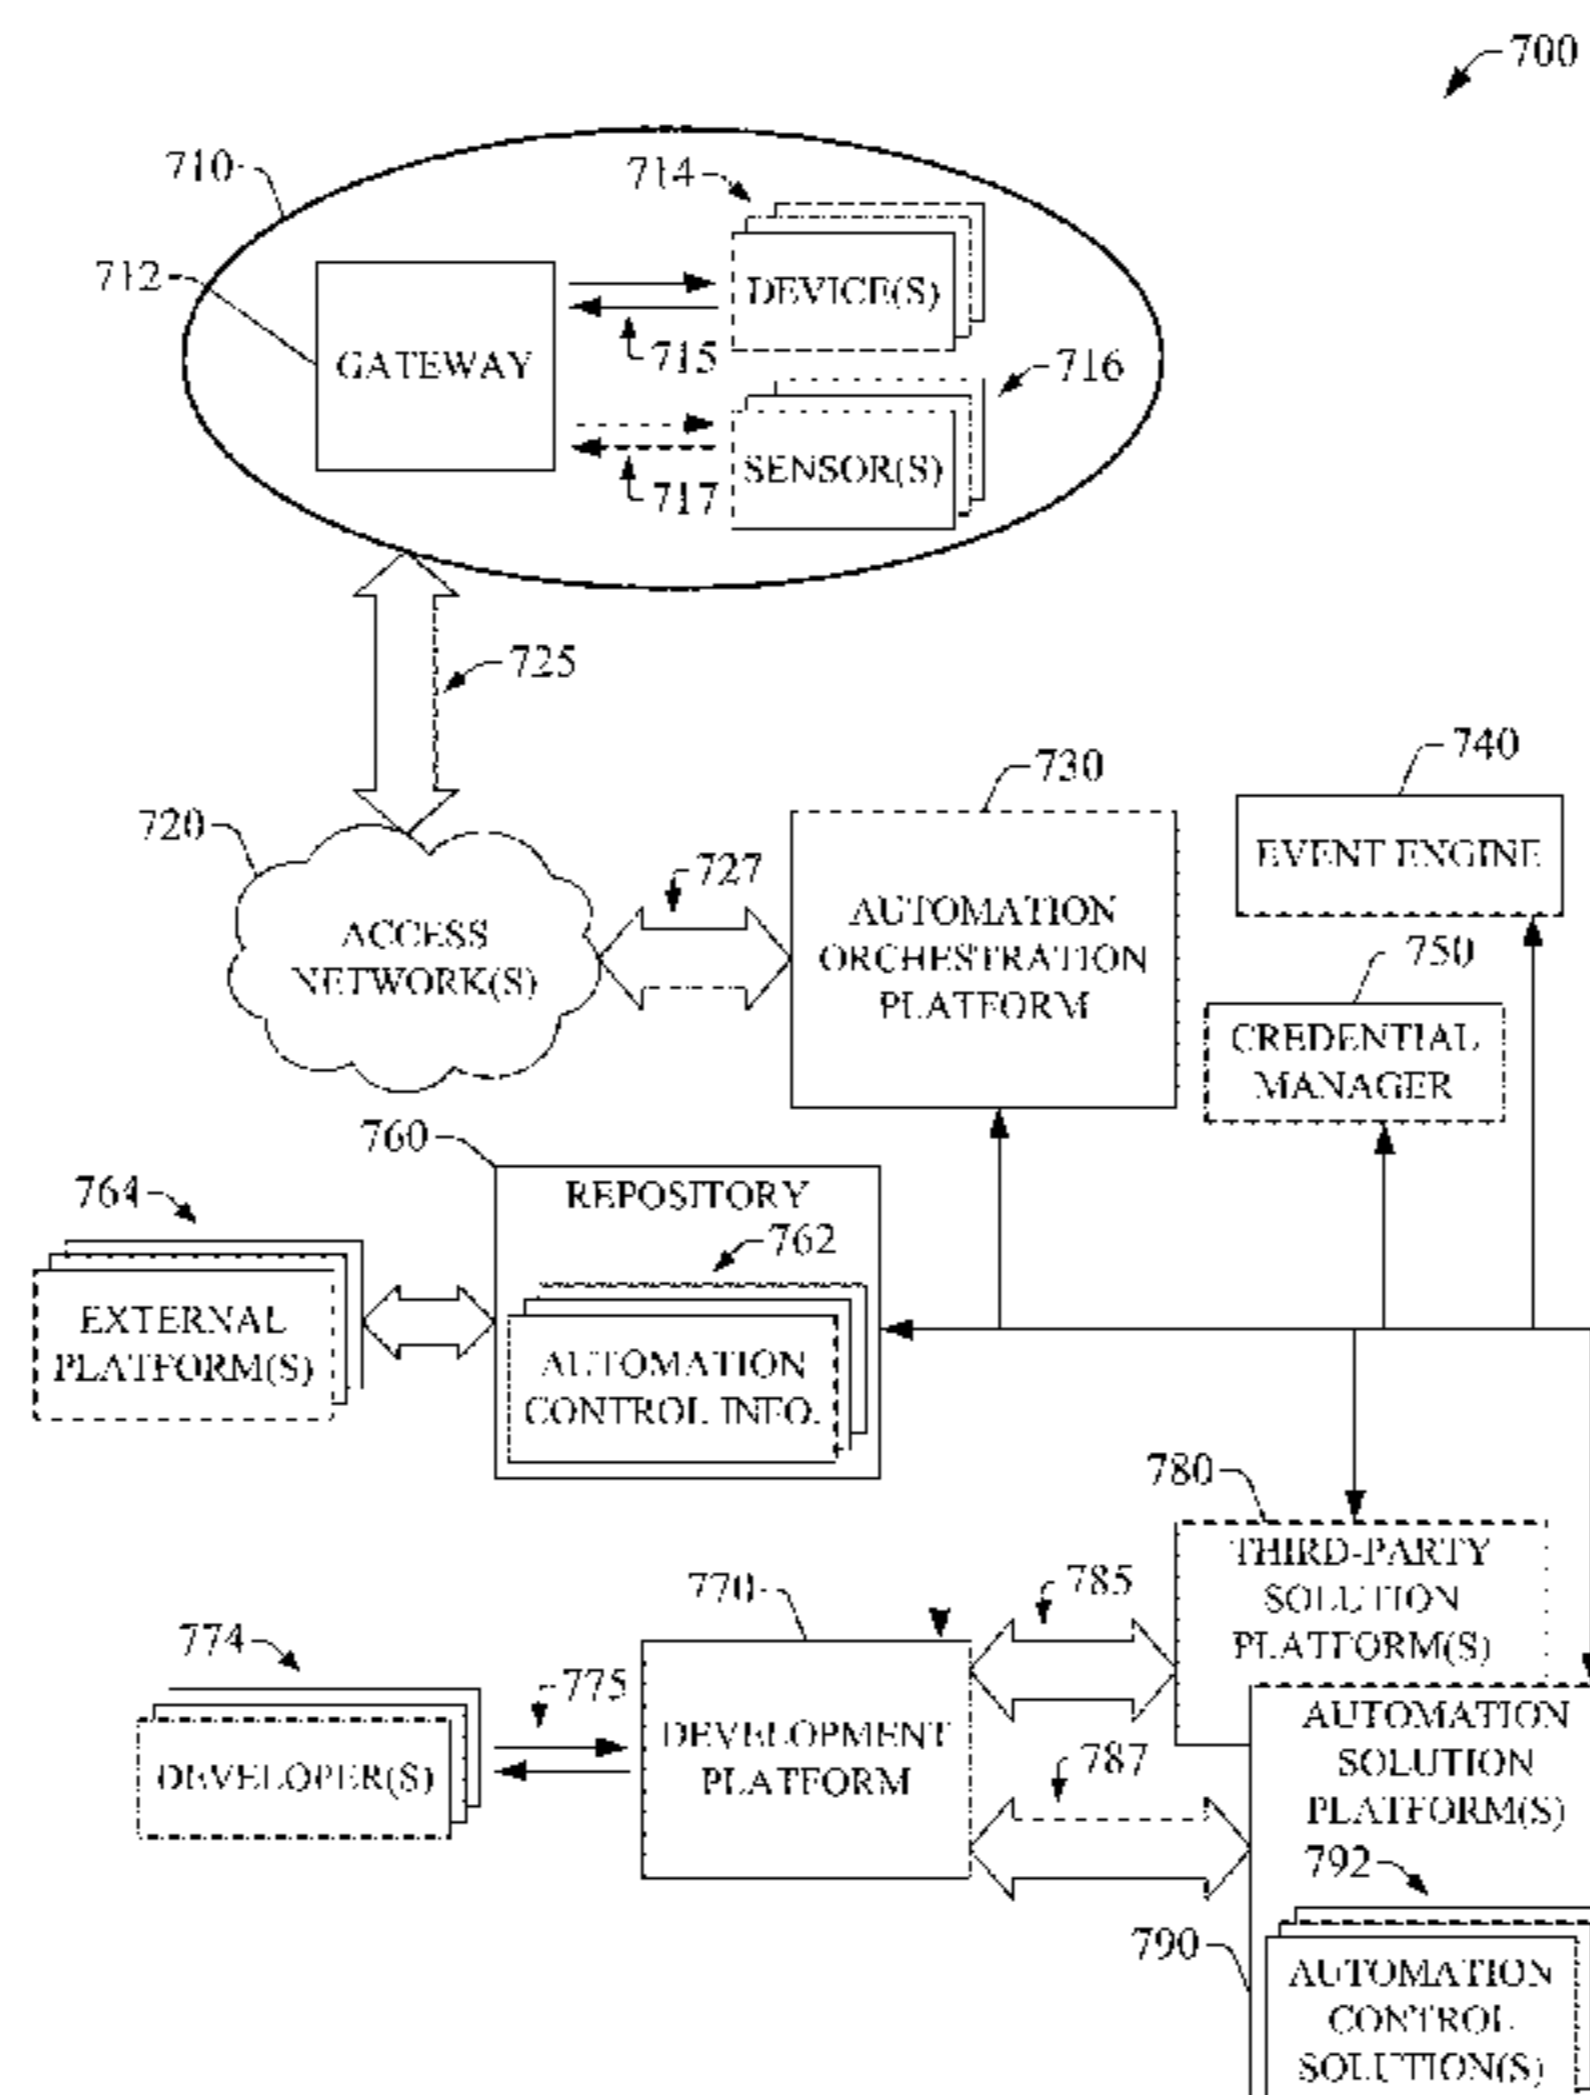 700
710
714
712
DEVICE(S)
GATEWAY
715
716
SENSOR(S)
717
725
730
740
720
727
EVENT ENGINE
ACCESS
NETWORK(S)
AUTOMATION
ORCHESTRATION
PLATFORM
750
CREDENTIAL
MANAGER
760
764
REPOSITORY
762
EXTERNAL
PLATFORM(S)
AUTOMATION
CONTROL INFO.
780
THIRD-PARTY
SOLUTION
PLATFORM(S)
770
785
774
775
DEVELOPER(S)
DEVELOPMENT
PLATFORM
787
AUTOMATION
SOLUTION
PLATFORM(S)
792
790
AUTOMATION
CONTROL
SOLUTION(S)